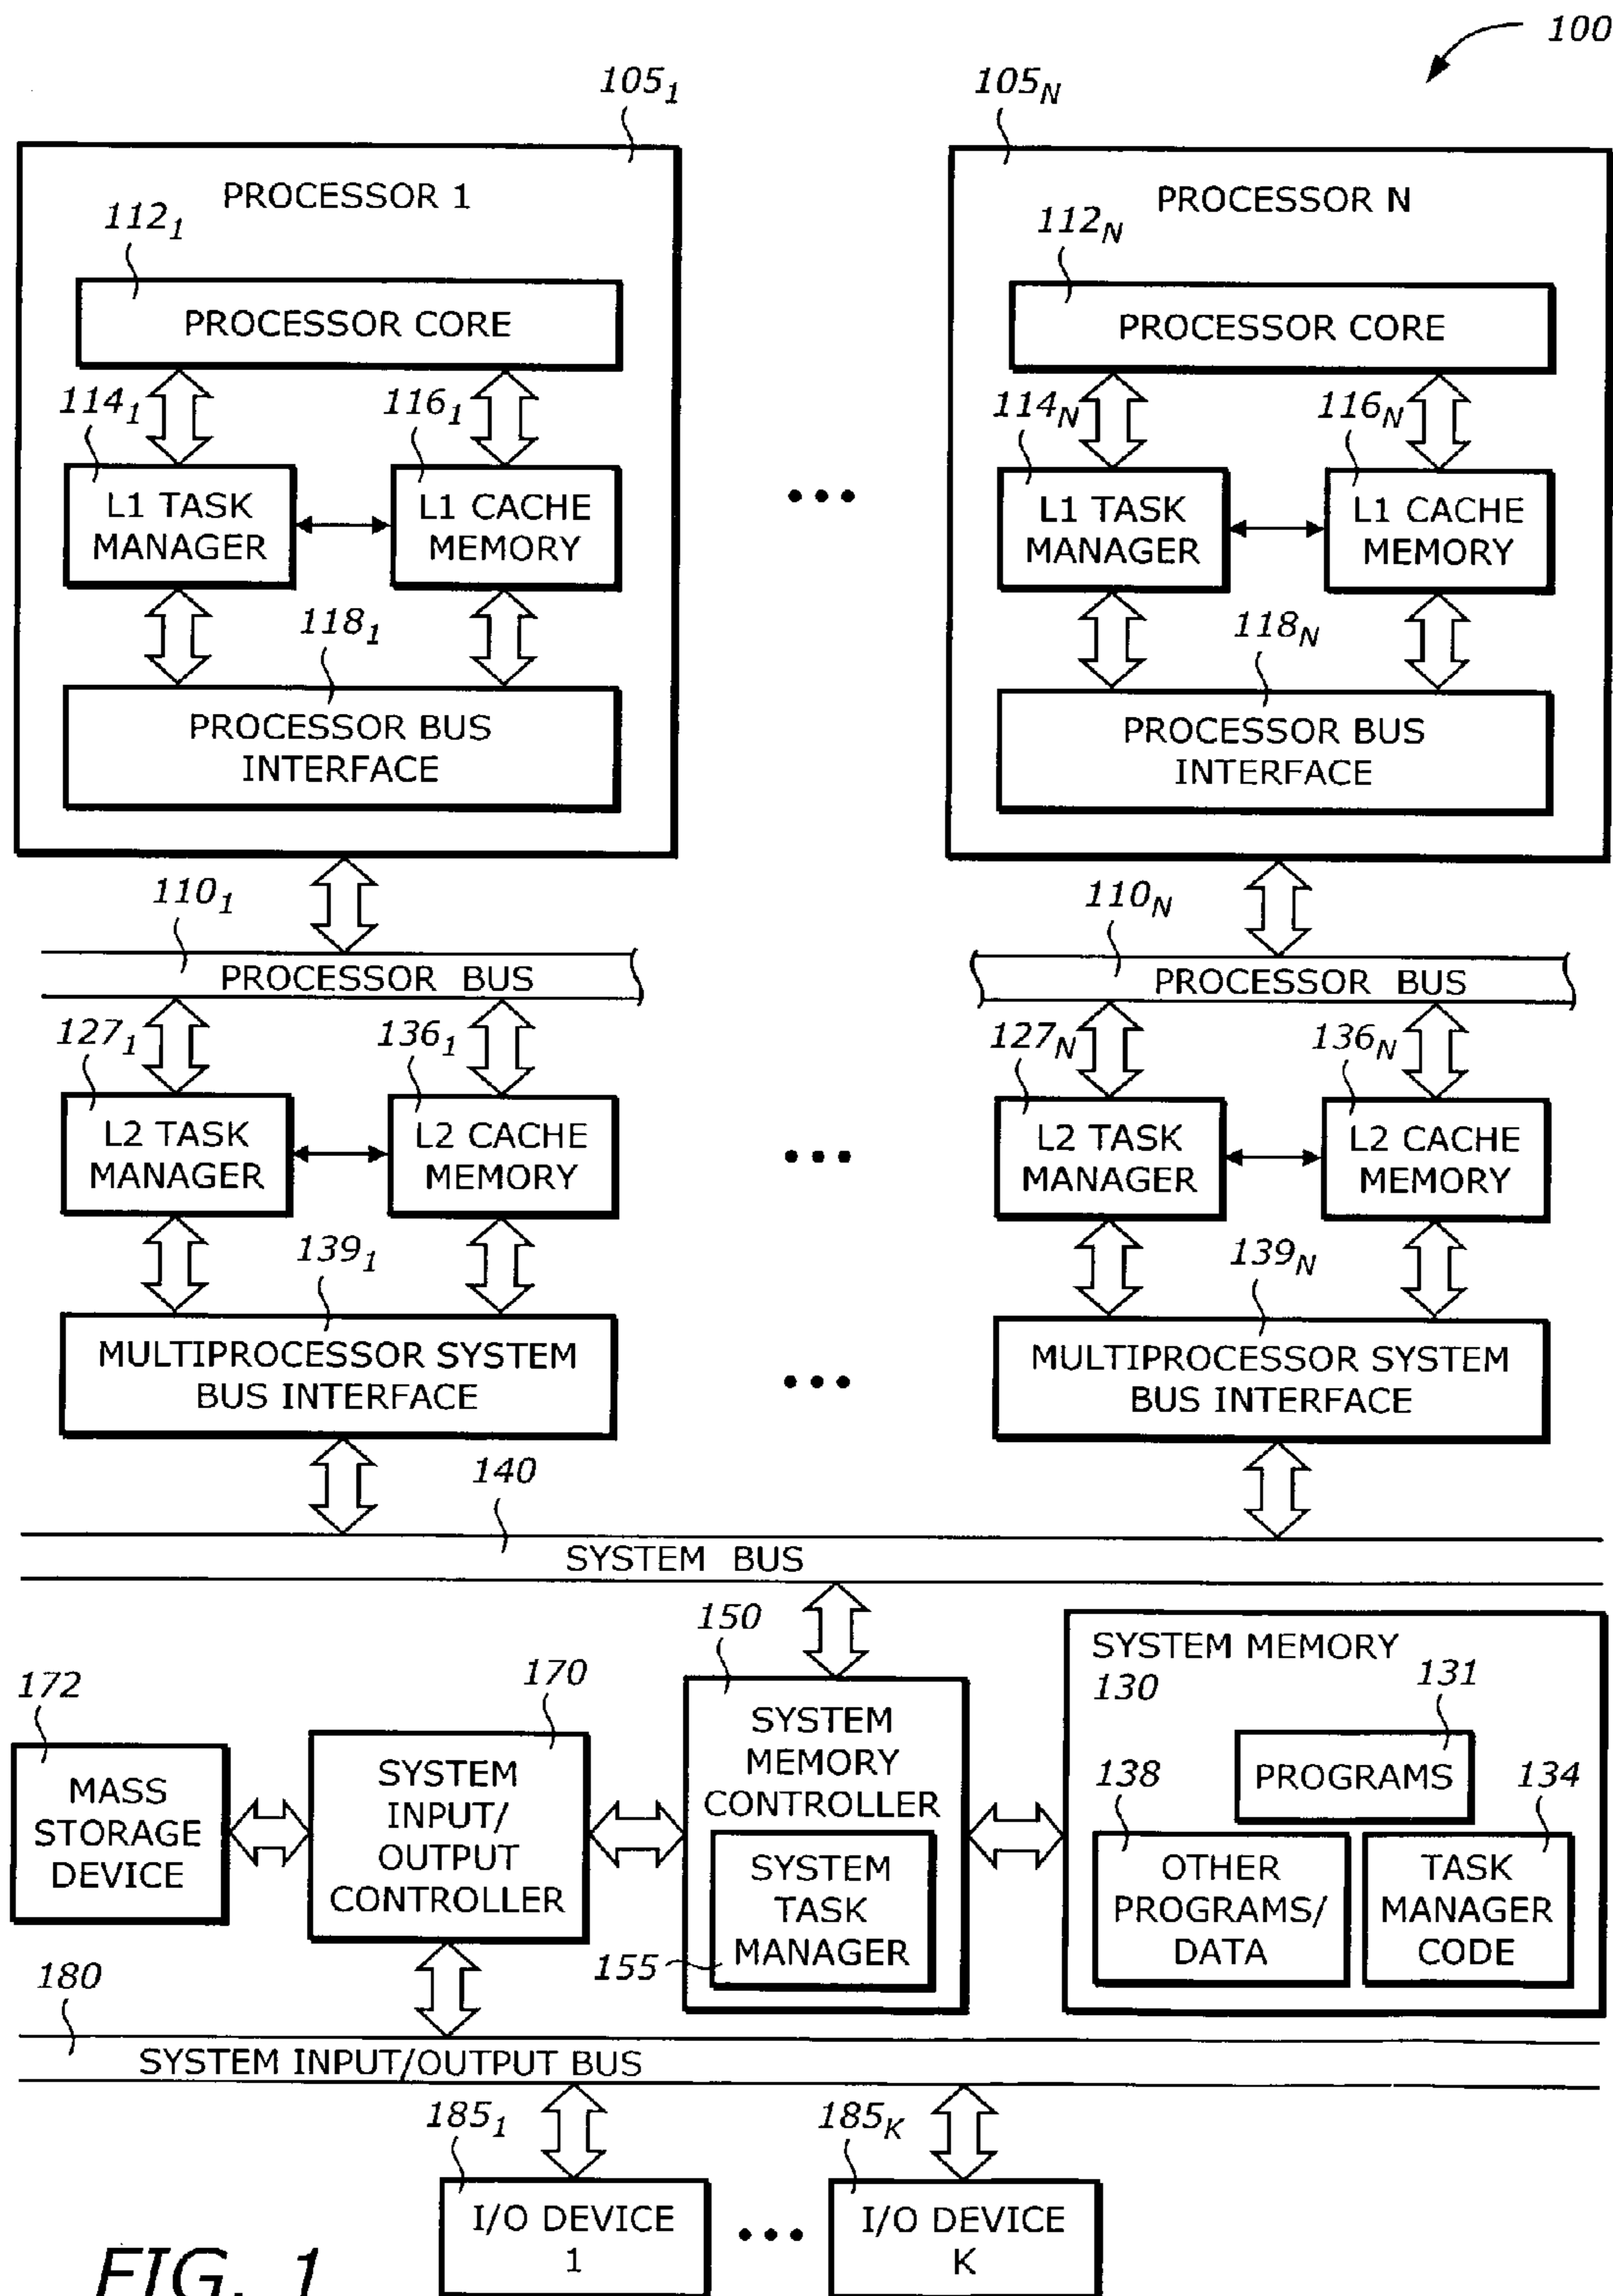 100
105₁
105N
PROCESSOR 1
PROCESSOR N
112₁
112N
PROCESSOR CORE
PROCESSOR CORE
114₁
116₁
114N
116N
L1 TASK
MANAGER
L1 CACHE
MEMORY
L1 TASK
MANAGER
L1 CACHE
MEMORY
118₁
118N
PROCESSOR BUS
INTERFACE
PROCESSOR BUS
INTERFACE
110₁
110N
PROCESSOR BUS
PROCESSOR BUS
127₁
136₁
127N
136N
L2 TASK
MANAGER
L2 CACHE
MEMORY
L2 TASK
MANAGER
L2 CACHE
MEMORY
139₁
139N
MULTIPROCESSOR SYSTEM
BUS INTERFACE
MULTIPROCESSOR SYSTEM
BUS INTERFACE
140
SYSTEM BUS
150
SYSTEM MEMORY
130
172
170
131
SYSTEM
MEMORY
CONTROLLER
MASS
STORAGE
DEVICE
SYSTEM
INPUT/
OUTPUT
CONTROLLER
PROGRAMS
138
134
SYSTEM
TASK
MANAGER
OTHER
PROGRAMS/
DATA
TASK
MANAGER
CODE
155
180
SYSTEM INPUT/OUTPUT BUS
185₁
185K
I/O DEVICE
1
I/O DEVICE
K
FIG. 1